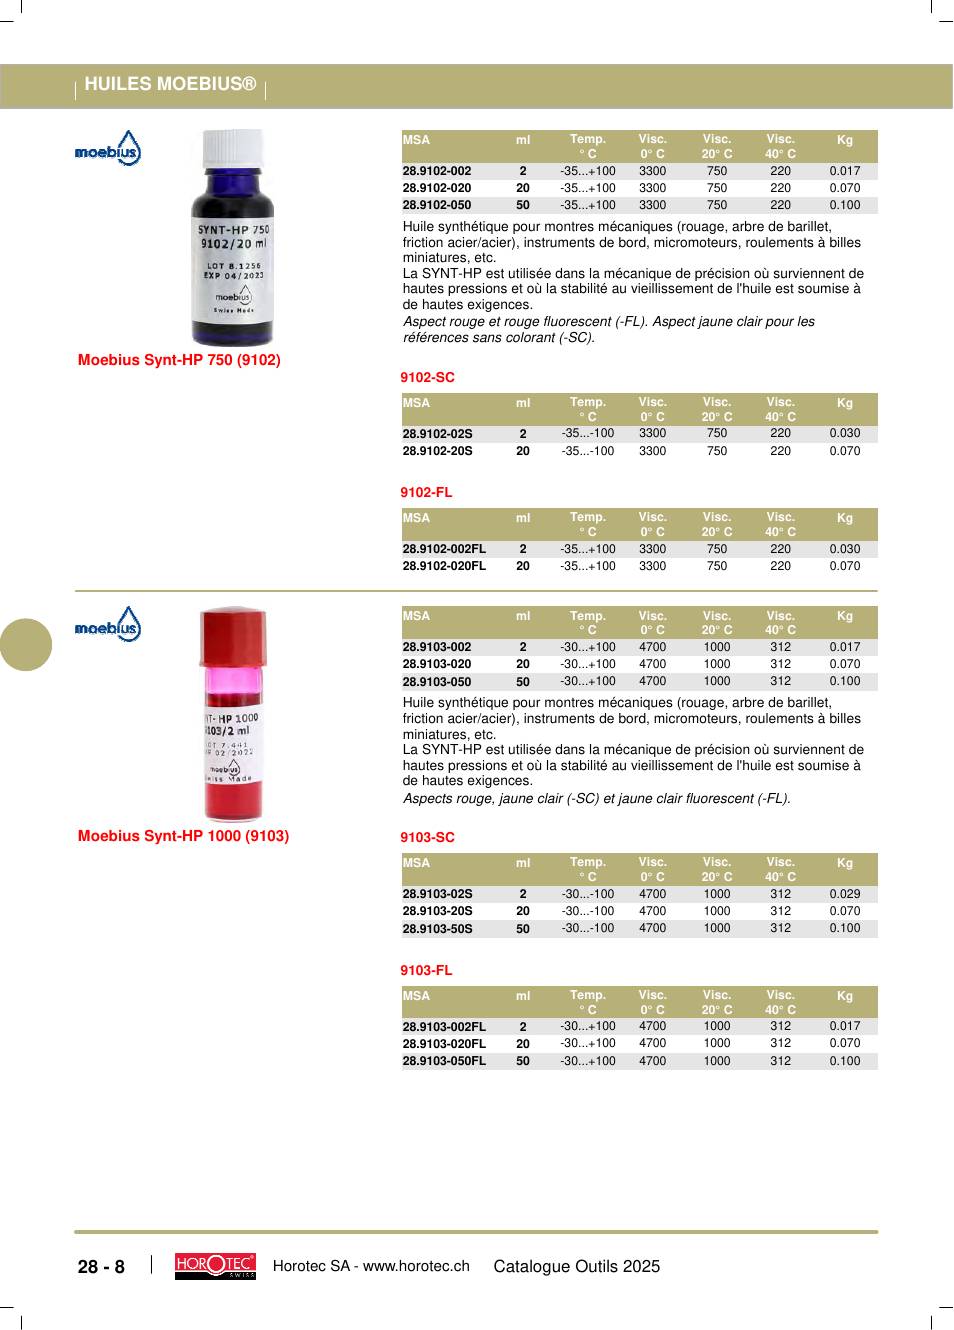 HUILES MOEBIUS®
moebius
SYNT-HP 750
9102/20 ml
LOT 8.1256
EXP 04/2023
moebius
Swiss Made
Moebius Synt-HP 750 (9102)
MSA ml Temp. Visc. Visc. Visc. Kg
° C 0° C 20° C 40° C
28.9102-002 2 -35...+100 3300 750 220 0.017
28.9102-020 20 -35...+100 3300 750 220 0.070
28.9102-050 50 -35...+100 3300 750 220 0.100
Huile synthétique pour montres mécaniques (rouage, arbre de barillet,
friction acier/acier), instruments de bord, micromoteurs, roulements à billes
miniatures, etc.
La SYNT-HP est utilisée dans la mécanique de précision où surviennent de
hautes pressions et où la stabilité au vieillissement de l'huile est soumise à
de hautes exigences.
Aspect rouge et rouge fluorescent (-FL). Aspect jaune clair pour les
références sans colorant (-SC).
9102-SC
MSA ml Temp. Visc. Visc. Visc. Kg
° C 0° C 20° C 40° C
28.9102-02S 2 -35...-100 3300 750 220 0.030
28.9102-20S 20 -35...-100 3300 750 220 0.070
9102-FL
MSA ml Temp. Visc. Visc. Visc. Kg
° C 0° C 20° C 40° C
28.9102-002FL 2 -35...+100 3300 750 220 0.030
28.9102-020FL 20 -35...+100 3300 750 220 0.070
moebius
NT- HP 1000
9103/2 ml
OT 7.441
02/2022
moebius
wiss Made
Moebius Synt-HP 1000 (9103)
MSA ml Temp. Visc. Visc. Visc. Kg
° C 0° C 20° C 40° C
28.9103-002 2 -30...+100 4700 1000 312 0.017
28.9103-020 20 -30...+100 4700 1000 312 0.070
28.9103-050 50 -30...+100 4700 1000 312 0.100
Huile synthétique pour montres mécaniques (rouage, arbre de barillet,
friction acier/acier), instruments de bord, micromoteurs, roulements à billes
miniatures, etc.
La SYNT-HP est utilisée dans la mécanique de précision où surviennent de
hautes pressions et où la stabilité au vieillissement de l'huile est soumise à
de hautes exigences.
Aspects rouge, jaune clair (-SC) et jaune clair fluorescent (-FL).
9103-SC
MSA ml Temp. Visc. Visc. Visc. Kg
° C 0° C 20° C 40° C
28.9103-02S 2 -30...-100 4700 1000 312 0.029
28.9103-20S 20 -30...-100 4700 1000 312 0.070
28.9103-50S 50 -30...-100 4700 1000 312 0.100
9103-FL
MSA ml Temp. Visc. Visc. Visc. Kg
° C 0° C 20° C 40° C
28.9103-002FL 2 -30...+100 4700 1000 312 0.017
28.9103-020FL 20 -30...+100 4700 1000 312 0.070
28.9103-050FL 50 -30...+100 4700 1000 312 0.100
28 - 8 HOROTEC® SWISS Horotec SA - www.horotec.ch Catalogue Outils 2025